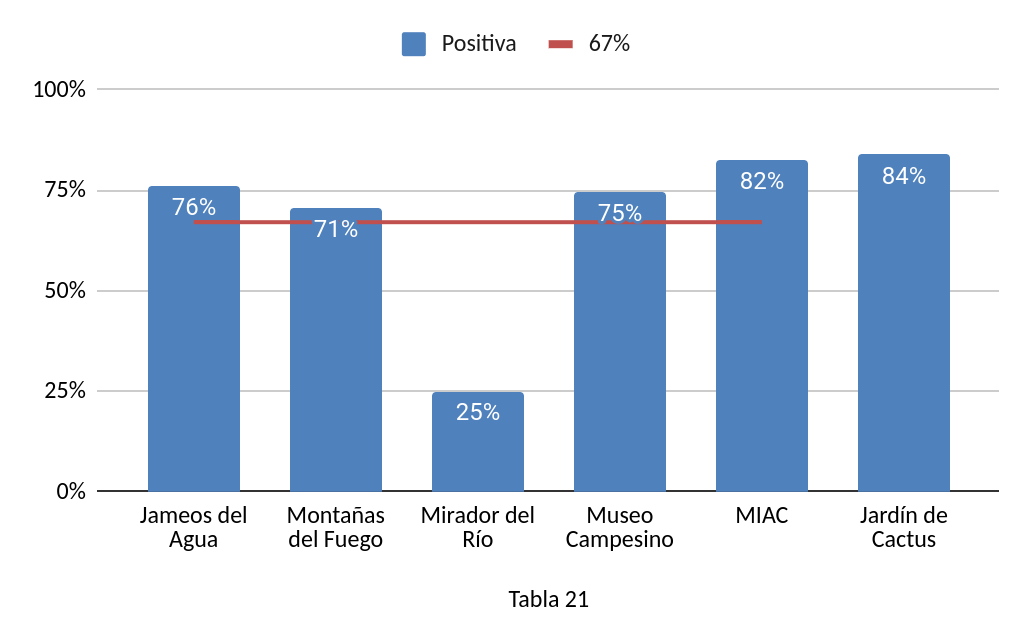 Positiva 67%
100%
75%
50%
25%
0%
76%
71%
25%
75%
82%
84%
Jameos del
Agua
Montañas
del Fuego
Mirador del
Río
Museo
Campesino
MIAC
Jardín de
Cactus
Tabla 21